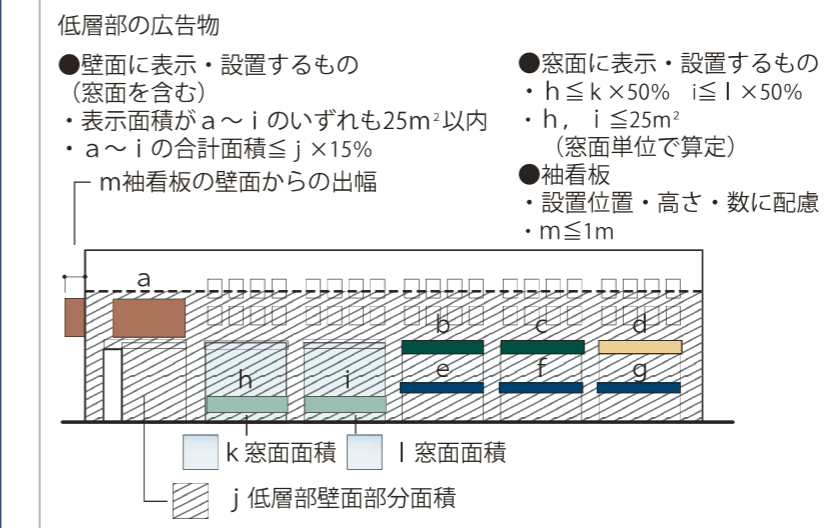 低層部の広告物
●壁面に表示・設置するもの
（窓面を含む）
・表示面積がａ～ｉのいずれも25m²以内
・ａ～ｉの合計面積≦ｊ×15%
ｍ袖看板の壁面からの出幅
●窓面に表示・設置するもの
・ｈ≦ｋ×50%　ｉ≦ｌ×50%
・ｈ，ｉ≦25m²
（窓面単位で算定）
●袖看板
・設置位置・高さ・数に配慮
・ｍ≦1m
a
b c d
h i e f g
ｋ窓面面積 ｌ窓面面積
ｊ低層部壁面部分面積